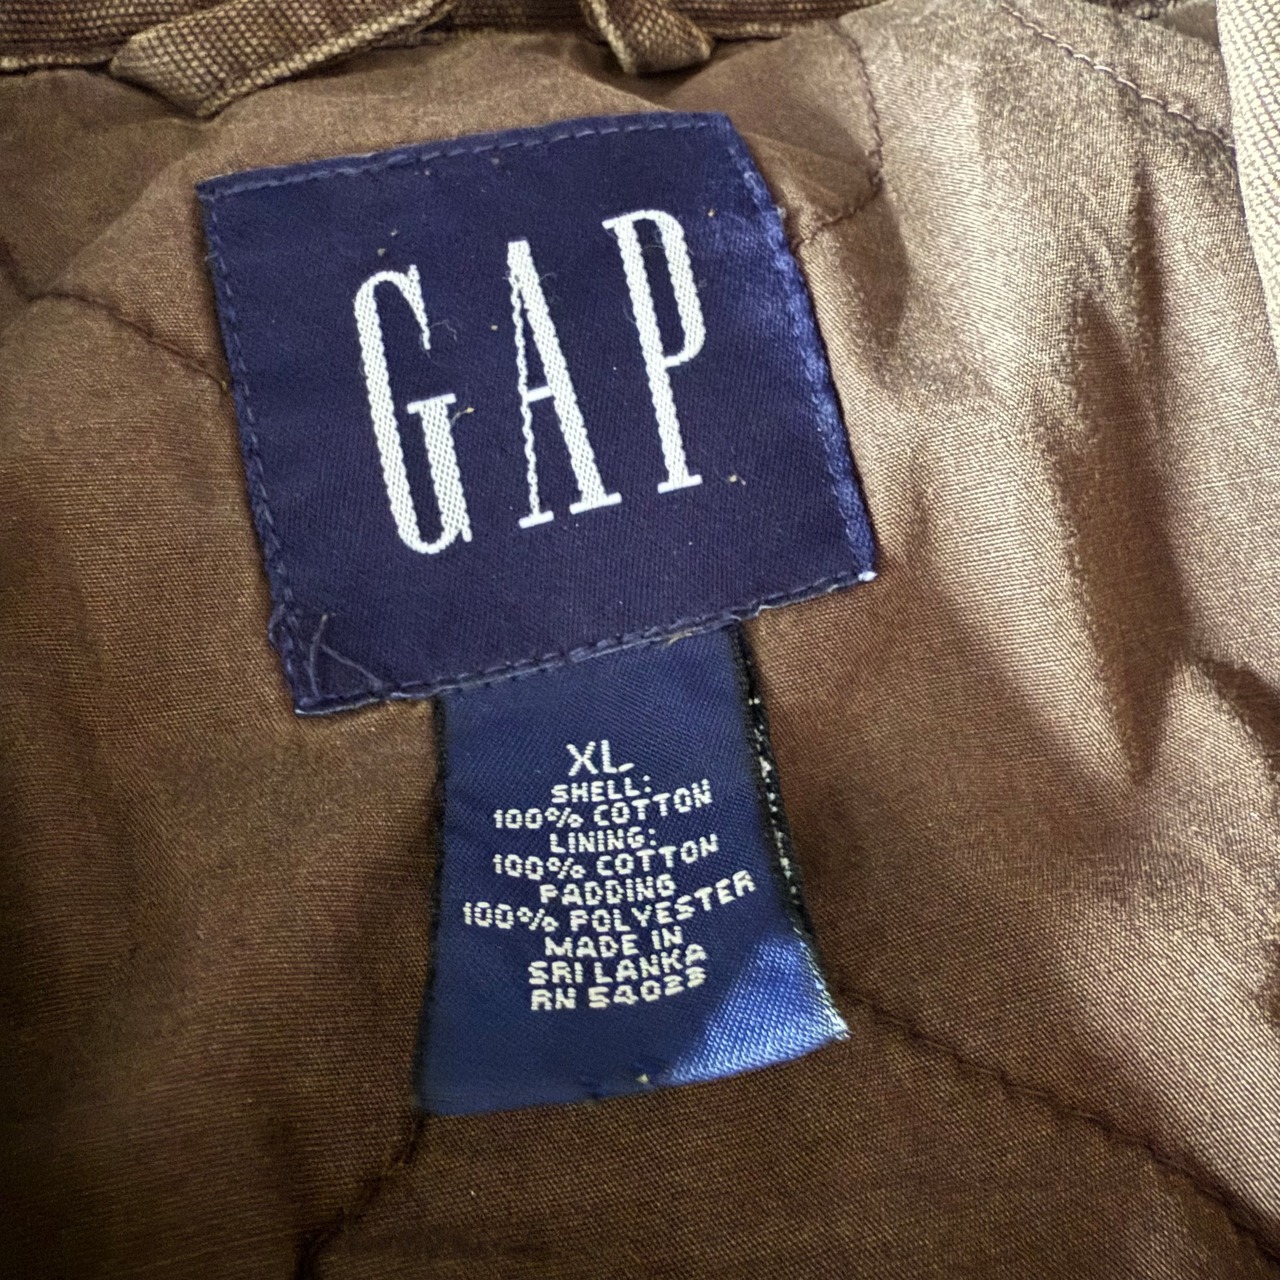 GAP
XL
SHELL:
100% COTTON
LINING:
100% COTTON
PADDING
100% POLYESTER
MADE IN
SRI LANKA
RN 54023